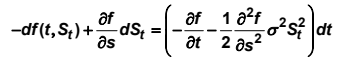 −df(t, S_t) + ∂f/∂s dS_t = (−∂f/∂t − 1/2 ∂²f/∂s² σ² S_t²) dt